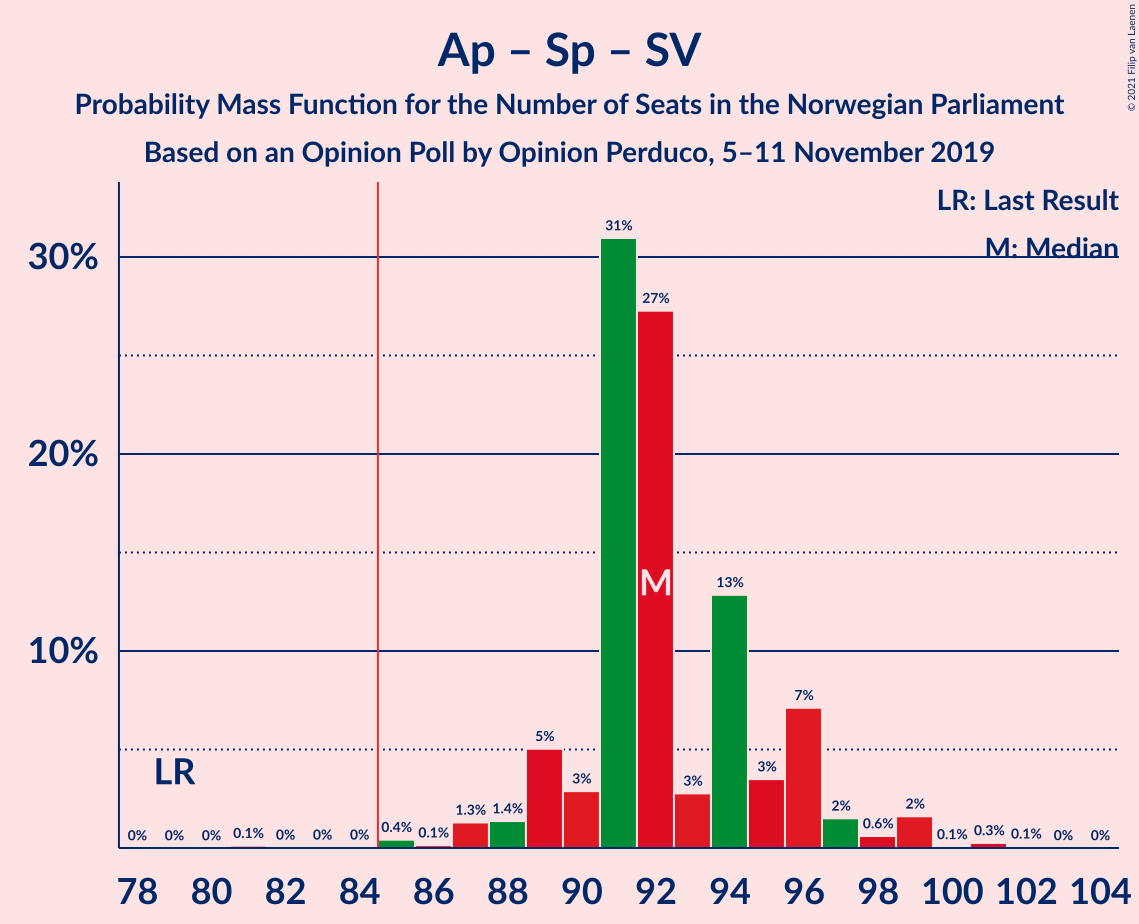 Ap – Sp – SV
Probability Mass Function for the Number of Seats in the Norwegian Parliament
Based on an Opinion Poll by Opinion Perduco, 5–11 November 2019
© 2021 Filip van Laenen
LR: Last Result
M: Median
30%
20%
10%
LR
M
0% 0% 0% 0.1% 0% 0% 0% 0.4% 0.1% 1.3% 1.4% 5% 3% 31% 27% 3% 13% 3% 7% 2% 0.6% 2% 0.1% 0.3% 0.1% 0% 0%
78 80 82 84 86 88 90 92 94 96 98 100 102 104